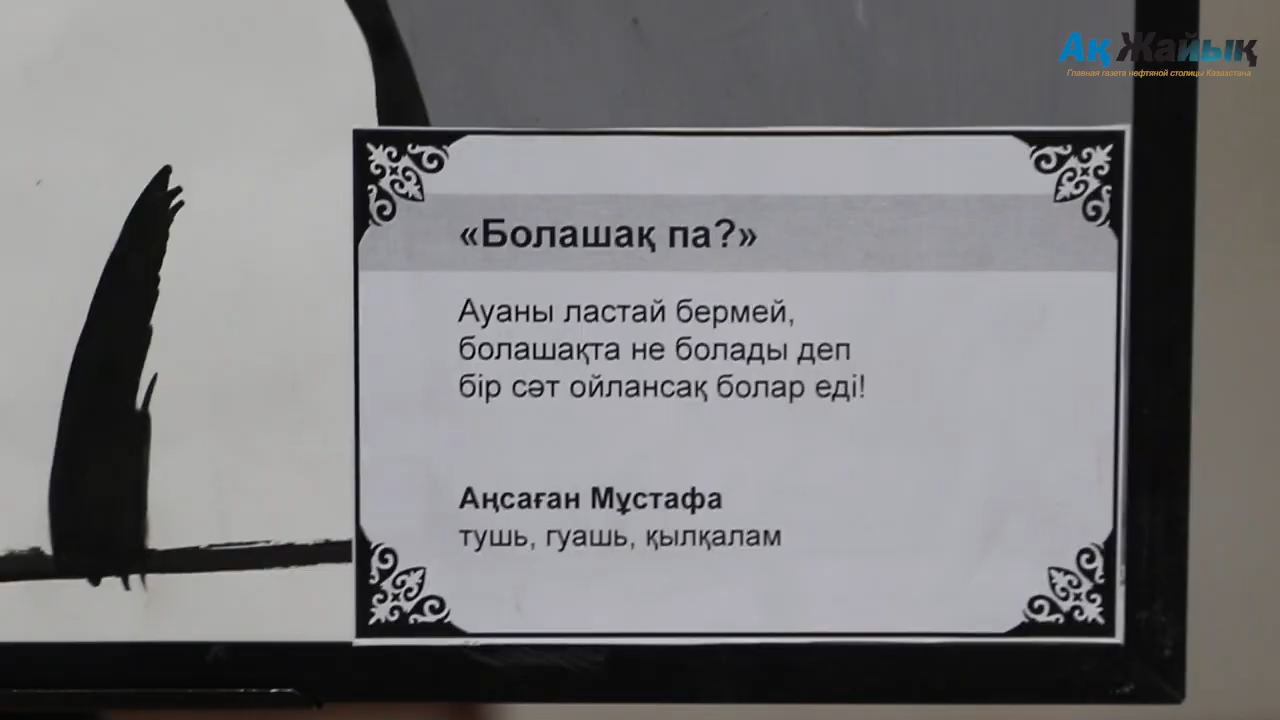 Ақ Жайық
Главная газета нефтяной столицы Казахстана
«Болашақ па?»
Ауаны ластай бермей,
болашақта не болады деп
бір сәт ойлансақ болар еді!
Аңсаған Мұстафа
тушь, гуашь, қылқалам